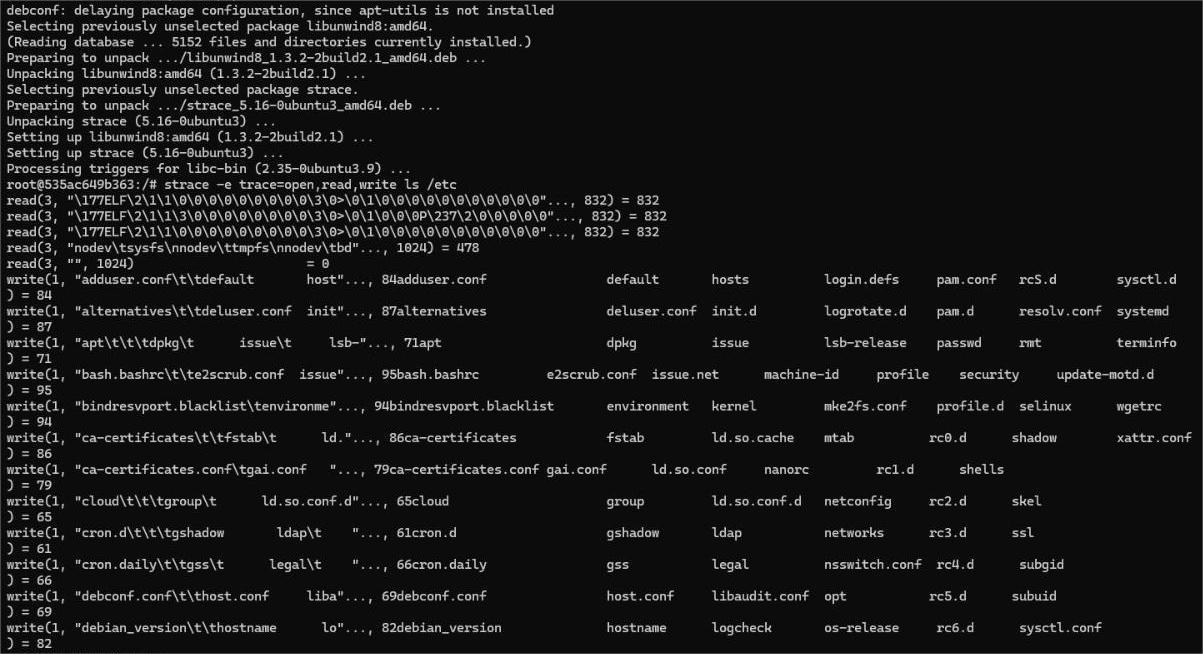 debconf: delaying package configuration, since apt-utils is not installed
Selecting previously unselected package libunwind8:amd64.
(Reading database ... 5152 files and directories currently installed.)
Preparing to unpack .../libunwind8_1.3.2-2build2.1_amd64.deb ...
Unpacking libunwind8:amd64 (1.3.2-2build2.1) ...
Selecting previously unselected package strace.
Preparing to unpack .../strace_5.16-0ubuntu3_amd64.deb ...
Unpacking strace (5.16-0ubuntu3) ...
Setting up libunwind8:amd64 (1.3.2-2build2.1) ...
Setting up strace (5.16-0ubuntu3) ...
Processing triggers for libc-bin (2.35-0ubuntu3.9) ...
root@535ac649b363:/# strace -e trace=open,read,write ls /etc
read(3, "\177ELF\2\1\1\0\0\0\0\0\0\0\0\0\3\0>\0\1\0\0\0\0\0\0\0\0\0\0\0"..., 832) = 832
read(3, "\177ELF\2\1\1\3\0\0\0\0\0\0\0\0\3\0>\0\1\0\0\0P\237\2\0\0\0\0\0"..., 832) = 832
read(3, "\177ELF\2\1\1\0\0\0\0\0\0\0\0\0\3\0>\0\1\0\0\0\0\0\0\0\0\0\0\0"..., 832) = 832
read(3, "nodev\tsysfs\nnodev\ttmpfs\nnodev\tbd"..., 1024) = 478
read(3, "", 1024)                       = 0
write(1, "adduser.conf\t\tdefault       host"..., 84adduser.conf                default       hosts          login.defs     pam.conf   rcS.d        sysctl.d
) = 84
write(1, "alternatives\t\tdeluser.conf  init"..., 87alternatives                deluser.conf  init.d         logrotate.d    pam.d      resolv.conf  systemd
) = 87
write(1, "apt\t\t\tdpkg\t      issue\t     lsb-"..., 71apt                      dpkg          issue          lsb-release    passwd     rmt          terminfo
) = 71
write(1, "bash.bashrc\t\te2scrub.conf  issue"..., 95bash.bashrc         e2scrub.conf  issue.net      machine-id     profile    security     update-motd.d
) = 95
write(1, "bindresvport.blacklist\tenvironme"..., 94bindresvport.blacklist       environment   kernel         mke2fs.conf    profile.d  selinux      wgetrc
) = 94
write(1, "ca-certificates\t\tfstab\t      ld."..., 86ca-certificates            fstab         ld.so.cache    mtab          rc0.d      shadow        xattr.conf
) = 86
write(1, "ca-certificates.conf\tgai.conf   "..., 79ca-certificates.conf gai.conf      ld.so.conf     nanorc         rc1.d      shells
) = 79
write(1, "cloud\t\t\tgroup\t      ld.so.conf.d"..., 65cloud                     group         ld.so.conf.d   netconfig     rc2.d      skel
) = 65
write(1, "cron.d\t\t\tgshadow       ldap\t    "..., 61cron.d                    gshadow       ldap           networks      rc3.d      ssl
) = 61
write(1, "cron.daily\t\tgss\t      legal\t    "..., 66cron.daily                gss           legal          nsswitch.conf  rc4.d      subgid
) = 66
write(1, "debconf.conf\t\thost.conf     liba"..., 69debconf.conf                host.conf     libaudit.conf  opt           rc5.d      subuid
) = 69
write(1, "debian_version\t\thostname      lo"..., 82debian_version              hostname      logcheck       os-release     rc6.d      sysctl.conf
) = 82